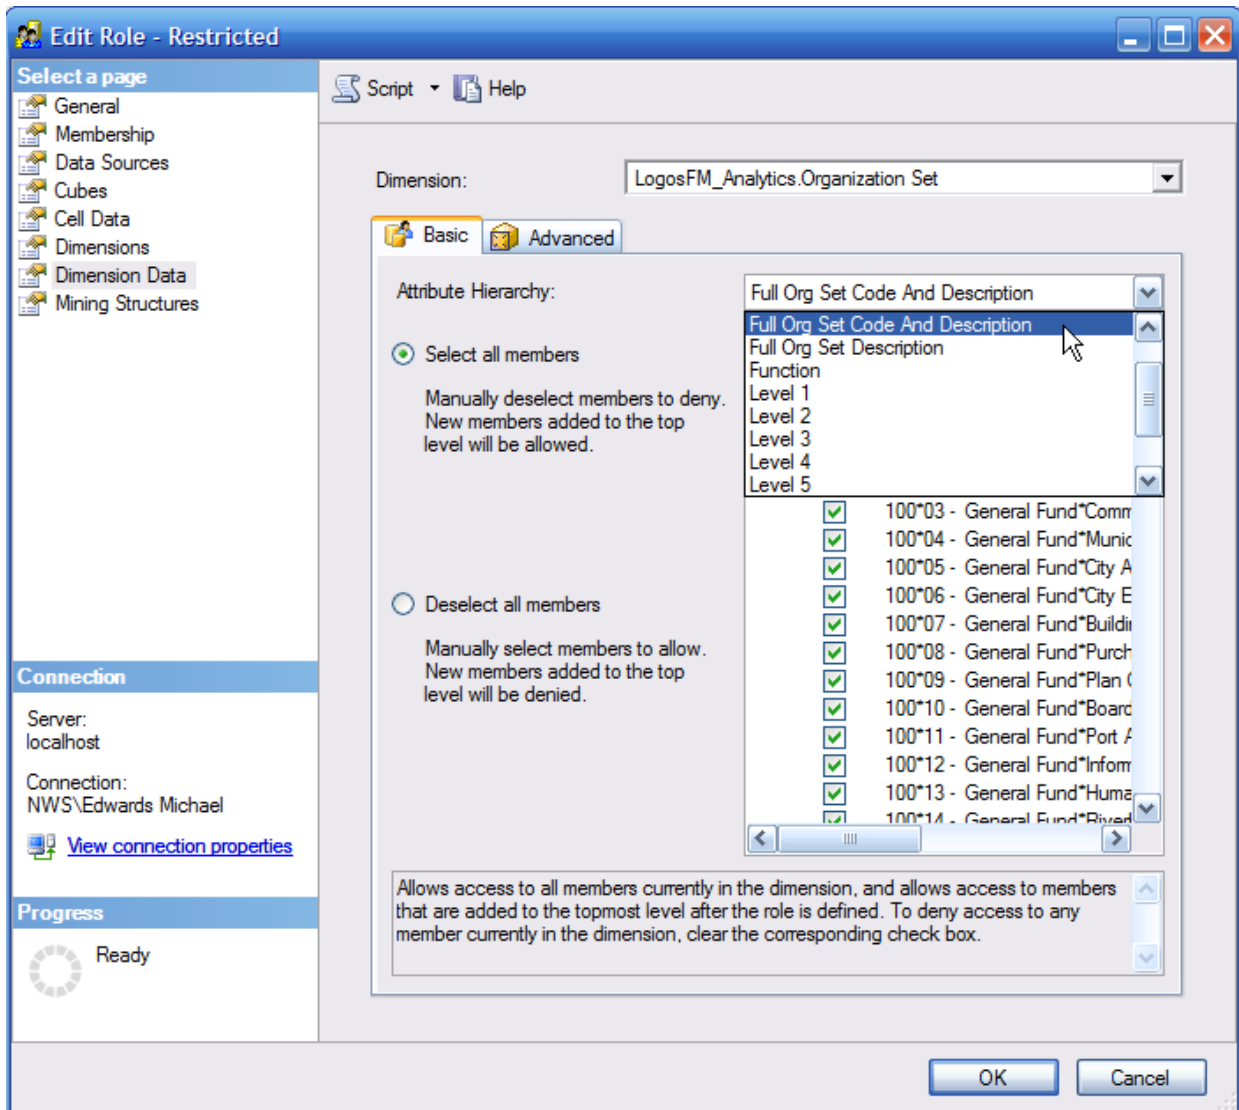 Edit Role - Restricted
Select a page
General
Membership
Data Sources
Cubes
Cell Data
Dimensions
Dimension Data
Mining Structures
Script
Help
Dimension:
LogosFM_Analytics.Organization Set
Basic
Advanced
Attribute Hierarchy:
Full Org Set Code And Description
Full Org Set Code And Description
Full Org Set Description
Function
Level 1
Level 2
Level 3
Level 4
Level 5
Select all members
Manually deselect members to deny.
New members added to the top
level will be allowed.
100*03 - General Fund*Comm
100*04 - General Fund*Munic
100*05 - General Fund*City A
100*06 - General Fund*City E
100*07 - General Fund*Buildi
100*08 - General Fund*Purch
100*09 - General Fund*Plan
100*10 - General Fund*Board
100*11 - General Fund*Port A
100*12 - General Fund*Inform
100*13 - General Fund*Huma
100*14 - General Fund*Rived
Deselect all members
Manually select members to allow.
New members added to the top
level will be denied.
Connection
Server:
localhost
Connection:
NWS\Edwards Michael
View connection properties
Progress
Ready
Allows access to all members currently in the dimension, and allows access to members
that are added to the topmost level after the role is defined. To deny access to any
member currently in the dimension, clear the corresponding check box.
OK
Cancel